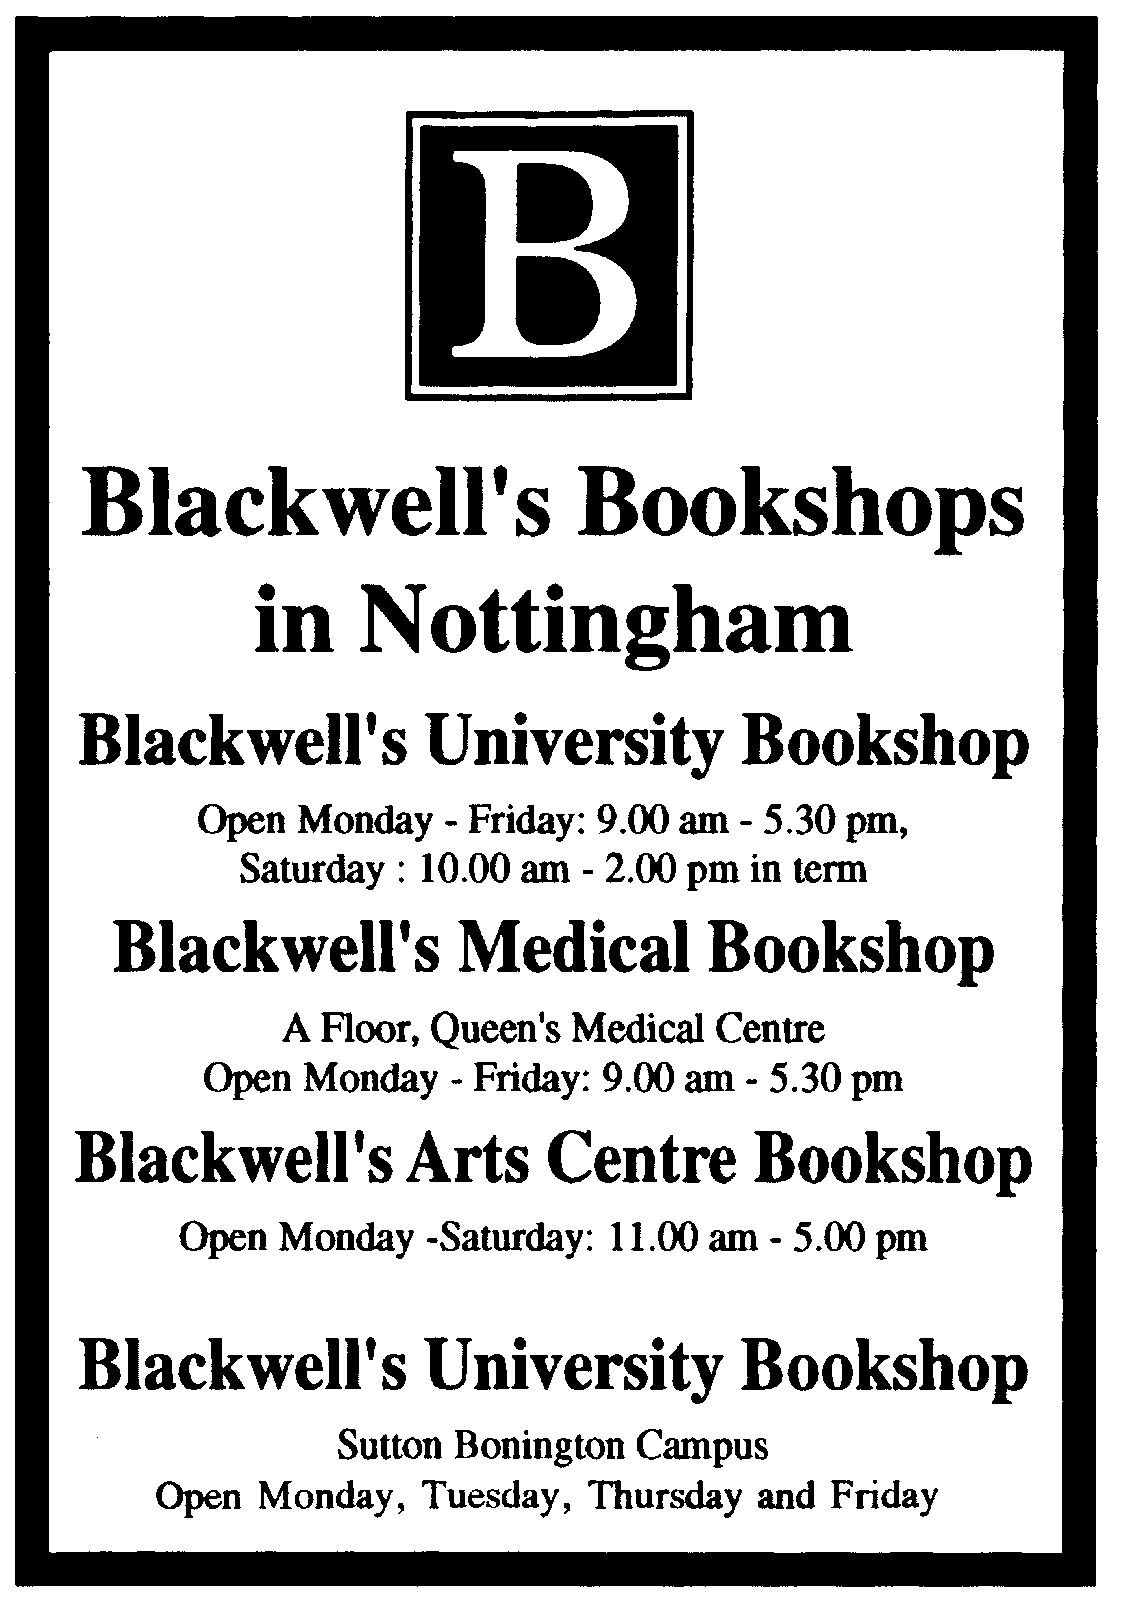 B
Blackwell's Bookshops
in Nottingham
Blackwell's University Bookshop
Open Monday - Friday: 9.00 am - 5.30 pm,
Saturday : 10.00 am - 2.00 pm in term
Blackwell's Medical Bookshop
A Floor, Queen's Medical Centre
Open Monday - Friday: 9.00 am - 5.30 pm
Blackwell's Arts Centre Bookshop
Open Monday -Saturday: 11.00 am - 5.00 pm
Blackwell's University Bookshop
Sutton Bonington Campus
Open Monday, Tuesday, Thursday and Friday